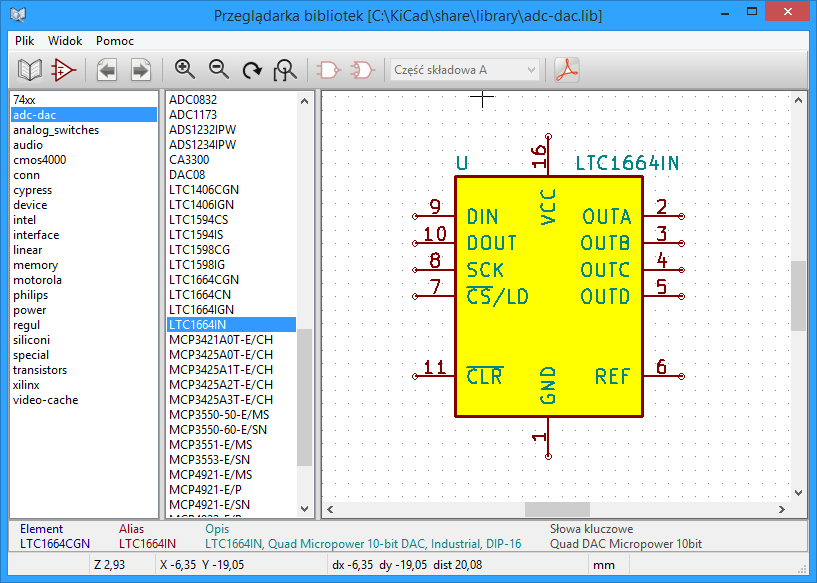 Przeglądarka bibliotek [C:\KiCad\share\library\adc-dac.lib]
Plik Widok Pomoc
Część składowa A
74xx
adc-dac
analog_switches
audio
cmos4000
conn
cypress
device
intel
interface
linear
memory
motorola
philips
power
regul
siliconi
special
transistors
xilinx
video-cache
ADC0832
ADC1173
ADS1232IPW
ADS1234IPW
CA3300
DAC08
LTC1406CGN
LTC1406IGN
LTC1594CS
LTC1594IS
LTC1598CG
LTC1598IG
LTC1664CGN
LTC1664CN
LTC1664IGN
LTC1664IN
MCP3421A0T-E/CH
MCP3425A0T-E/CH
MCP3425A1T-E/CH
MCP3425A2T-E/CH
MCP3425A3T-E/CH
MCP3550-50-E/MS
MCP3550-60-E/SN
MCP3551-E/MS
MCP3553-E/SN
MCP4921-E/MS
MCP4921-E/P
MCP4921-E/SN
U 16 LTC1664IN
VCC
9 DIN OUTA 2
10 DOUT OUTB 3
8 SCK OUTC 4
7 CS/LD OUTD 5
11 CLR GND REF 6
1
Element Alias Opis Słowa kluczowe
LTC1664CGN LTC1664IN LTC1664IN, Quad Micropower 10-bit DAC, Industrial, DIP-16 Quad DAC Micropower 10bit
Z 2,93 X -6,35 Y -19,05 dx -6,35 dy -19,05 dist 20,08 mm